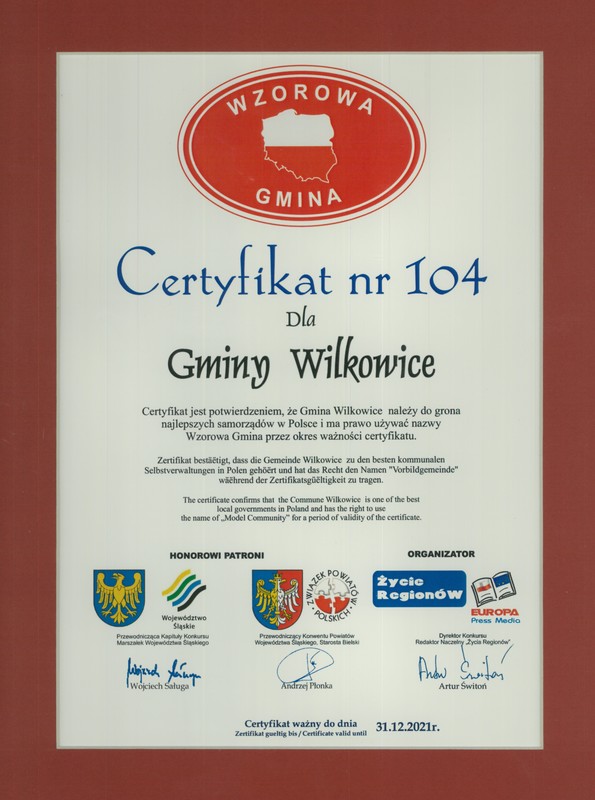 WZOROWA
GMINA
Certyfikat nr 104
Dla
Gminy Wilkowice
Certyfikat jest potwierdzeniem, że Gmina Wilkowice należy do grona
najlepszych samorządów w Polsce i ma prawo używać nazwy
Wzorowa Gmina przez okres ważności certyfikatu.
Zertifikat bestäetigt, dass die Gemeinde Wilkowice zu den besten kommunalen
Selbstverwaltungen in Polen gehöert und hat das Recht den Namen "Vorbildgemeinde"
wäehrend der Zertifikatsgüeltigkeit zu tragen.
The certificate confirms that the Commune Wilkowice is one of the best
local governments in Poland and has the right to use
the name of „Model Community" for a period of validity of the certificate.
HONOROWI PATRONI
ORGANIZATOR
Województwo
Śląskie
ZWIĄZEK POWIATÓW
POLSKICH
Życie
Regionów
EUROPA
Press Media
Przewodnicząca Kapituły Konkursu
Marszałek Województwa Śląskiego
Przewodniczący Konwentu Powiatów
Województwa Śląskiego, Starosta Bielski
Dyrektor Konkursu
Redaktor Naczelny „Życia Regionów"
Wojciech Saługa
Andrzej Płonka
Artur Świtoń
Certyfikat ważny do dnia 31.12.2021r.
Zertifikat gueltig bis / Certificate valid until